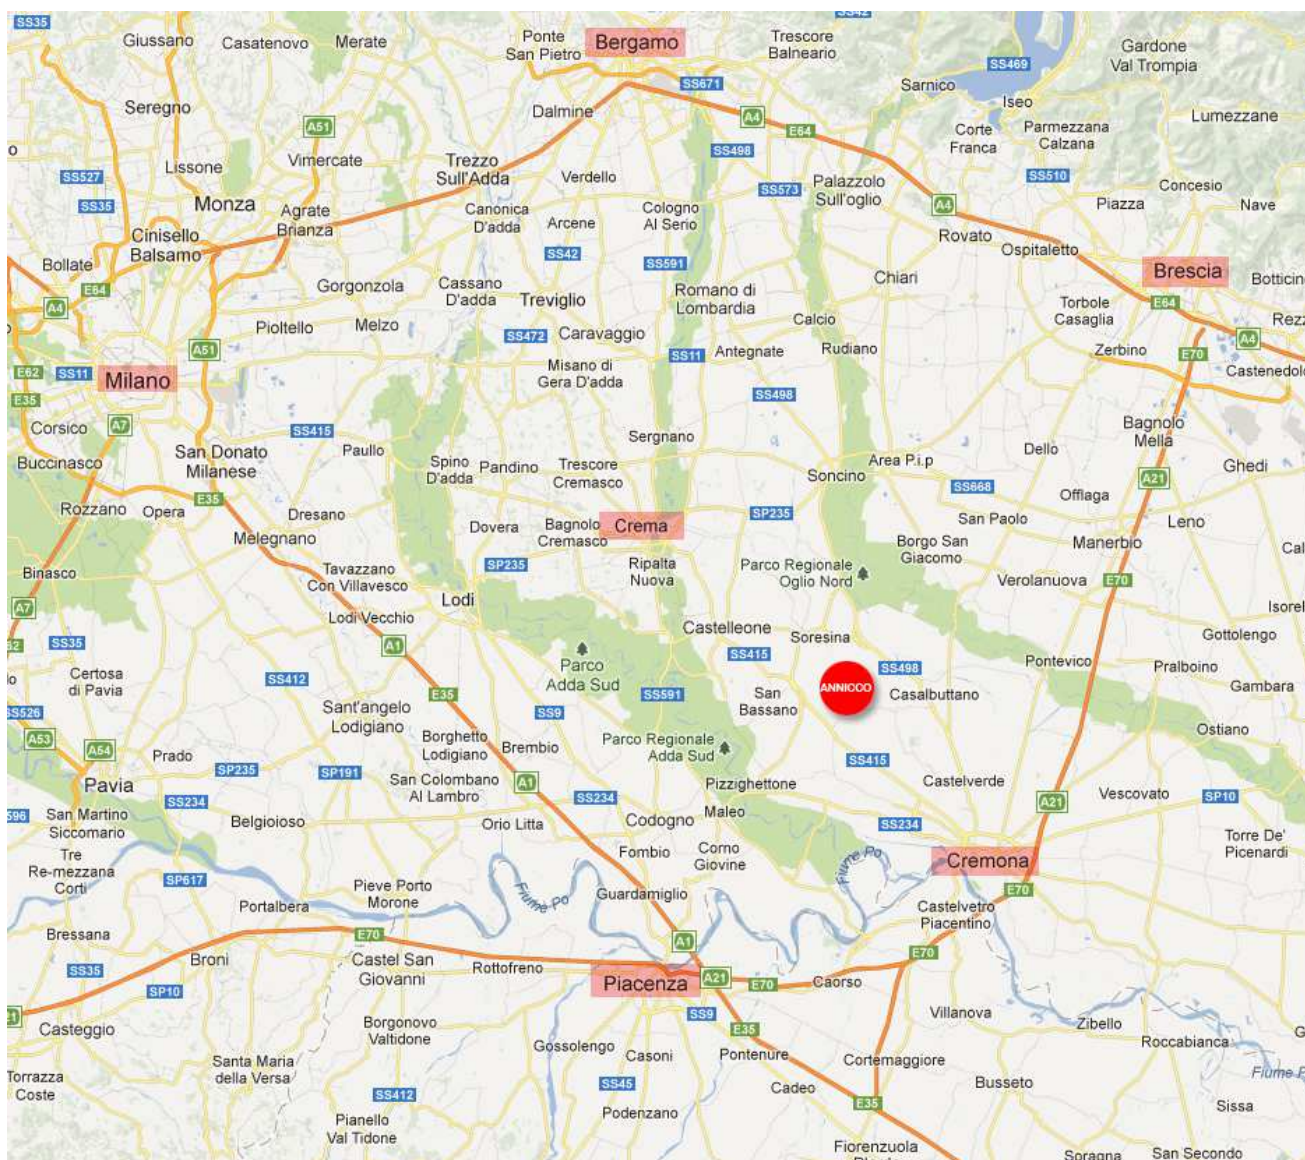 SS35
Giussano
Casatenovo
Merate
Ponte
San Pietro
Bergamo
Trescore
Balneario
SS42
Gardone
Val Trompia
SS469
SS671
Sarnico
Iseo
Seregno
A51
Dalmine
A4
E64
Corte
Franca
Parmezzana
Calzana
Lumezzane
Lissone
Vimercate
Trezzo
Sull'Adda
Verdello
SS498
SS573
Palazzolo
Sull'oglio
SS510
Concesio
SS527
SS35
Monza
Agrate
Brianza
Canonica
D'adda
Arcene
Cologno
Al Serio
A4
Piazza
Nave
Cinisello
Balsamo
Rovato
Ospitaletto
Bollate
SS42
SS591
Brescia
Botticino
E64
Gorgonzola
Cassano
D'adda
Treviglio
Romano di
Lombardia
Chiari
A4
Pioltello
Melzo
SS472
Caravaggio
Calcio
Torbole
Casaglia
E64
Rezz
A51
Misano di
Gera D'adda
SS11
Antegnate
Rudiano
Zerbino
E70
A4
Castenedolo
E62
SS11
Milano
E35
SS498
Corsico
A7
SS415
Sergnano
Bagnolo
Mella
Buccinasco
San Donato
Milanese
Paullo
Spino
D'adda
Pandino
Trescore
Cremasco
Soncino
Area P.i.p
Dello
Ghedi
A21
E35
SS668
Offlaga
Rozzano
Opera
Dresano
Dovera
Bagnolo
Cremasco
Crema
SP235
San Paolo
Leno
Melegnano
Borgo San
Giacomo
Manerbio
Cal
Binasco
Tavazzano
Con Villavesco
SP235
Ripalta
Nuova
Parco Regionale
Oglio Nord
Verolanuova
E70
A7
Lodi
Lodi Vecchio
Isorel
62
SS35
A1
Castelleone
Soresina
Gottolengo
Certosa
di Pavia
SS412
Parco
Adda Sud
SS415
SS498
Pontevico
Pralboino
lo
E35
SS591
San
Bassano
ANNICCO
Casalbuttano
Gambara
SS526
Sant'angelo
Lodigiano
SS9
A53
A54
Prado
Borghetto
Lodigiano
Brembio
Parco Regionale
Adda Sud
Ostiano
SP235
SP191
SS415
Pavia
San Colombano
Al Lambro
A1
Pizzighettone
Castelverde
SS234
SS234
A21
Vescovato
SP10
596
San Martino
Siccomario
Belgioioso
Orio Litta
Codogno
Maleo
SS234
Torre De'
Picenardi
Tre
Re-mezzana
Corti
Fombio
Corno
Giovine
Fiume Po
Cremona
SP617
Pieve Porto
Morone
Fiume Po
Guardamiglio
E70
Portalbera
Castelvetro
Piacentino
Bressana
E70
A1
E70
Broni
Castel San
Giovanni
Rottofreno
SS35
SP10
Piacenza
A21
E70
Caorso
21
Casteggio
Borgonovo
Valtidone
SS9
E35
Villanova
Zibello
Roccabianca
G
Gossolengo
Casoni
Pontenure
Cortemaggiore
Santa Maria
della Versa
Torrazza
Coste
SS412
SS45
Cadeo
Busseto
Fiume P
Podenzano
E35
Sissa
Pianello
Val Tidone
Fiorenzuola
Soragna
San Secondo